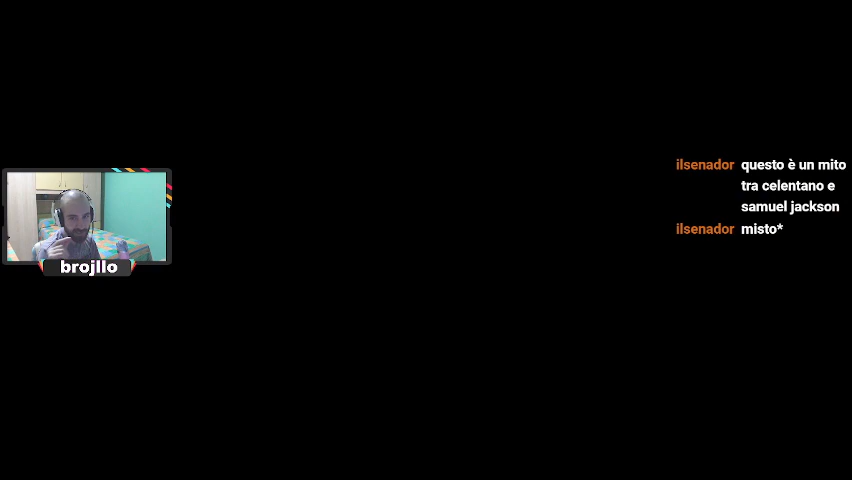 ilsenador questo è un mito
tra celentano e
samuel jackson
ilsenador misto*
brojllo